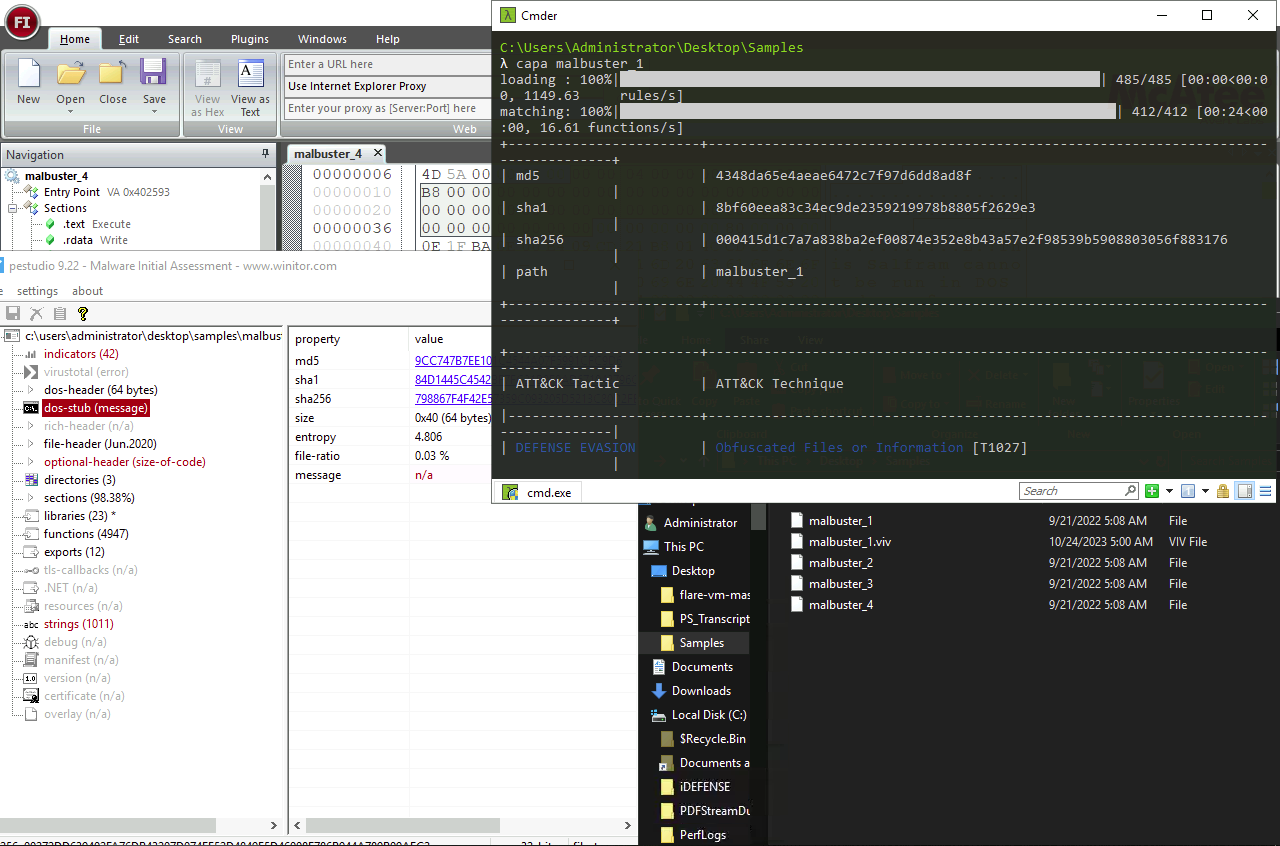 FI
Home Edit Search Plugins Windows Help
New Open Close Save
File
View as Hex View as Text
View
Enter a URL here
Use Internet Explorer Proxy
Enter your proxy as [Server:Port] here
Web
Navigation
malbuster_4
Entry Point VA 0x402593
Sections
.text Execute
.rdata Write
malbuster_4
00000006 4D 5A 00
00000010 B8 00 00
00000020 00 00 00
00000036 00 00 00
00000040 0E 1F BA
pestudio 9.22 - Malware Initial Assessment - www.winitor.com
settings about
c:\users\administrator\desktop\samples\malbus
indicators (42)
virustotal (error)
dos-header (64 bytes)
dos-stub (message)
rich-header (n/a)
file-header (Jun.2020)
optional-header (size-of-code)
directories (3)
sections (98.38%)
libraries (23) *
functions (4947)
exports (12)
tls-callbacks (n/a)
.NET (n/a)
resources (n/a)
strings (1011)
debug (n/a)
manifest (n/a)
version (n/a)
certificate (n/a)
overlay (n/a)
property value
md5 9CC747B7EE10
sha1 84D1445C4542
sha256 798867F4F42E5
size 0x40 (64 bytes)
entropy 4.806
file-ratio 0.03 %
message n/a
Cmder
C:\Users\Administrator\Desktop\Samples
λ capa malbuster_1
loading : 100%| | 485/485 [00:00<00:0
0, 1149.63 rules/s]
matching: 100%| | 412/412 [00:24<00
:00, 16.61 functions/s]
| md5 | 4348da65e4aeae6472c7f97d6dd8ad8f
| sha1 | 8bf60eea83c34ec9de2359219978b8805f2629e3
| sha256 | 000415d1c7a7a838ba2ef00874e352e8b43a57e2f98539b5908803056f883176
| path | malbuster_1
| ATT&CK Tactic | ATT&CK Technique
| DEFENSE EVASION | Obfuscated Files or Information [T1027]
cmd.exe
Search
Administrator
This PC
Desktop
flare-vm-mas
PS_Transcript
Samples
Documents
Downloads
Local Disk (C:)
$Recycle.Bin
Documents a
iDEFENSE
PDFStreamDu
PerfLogs
malbuster_1 9/21/2022 5:08 AM File
malbuster_1.viv 10/24/2023 5:00 AM VIV File
malbuster_2 9/21/2022 5:08 AM File
malbuster_3 9/21/2022 5:08 AM File
malbuster_4 9/21/2022 5:08 AM File